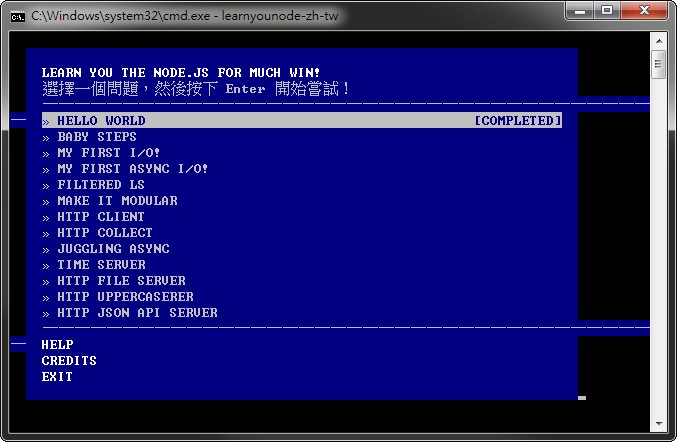 C:\Windows\system32\cmd.exe - learnyounode-zh-tw
LEARN YOU THE NODE.JS FOR MUCH WIN!
選擇一個問題，然後按下 Enter 開始嘗試！
» HELLO WORLD [COMPLETED]
» BABY STEPS
» MY FIRST I/O!
» MY FIRST ASYNC I/O!
» FILTERED LS
» MAKE IT MODULAR
» HTTP CLIENT
» HTTP COLLECT
» JUGGLING ASYNC
» TIME SERVER
» HTTP FILE SERVER
» HTTP UPPERCASERER
» HTTP JSON API SERVER
HELP
CREDITS
EXIT